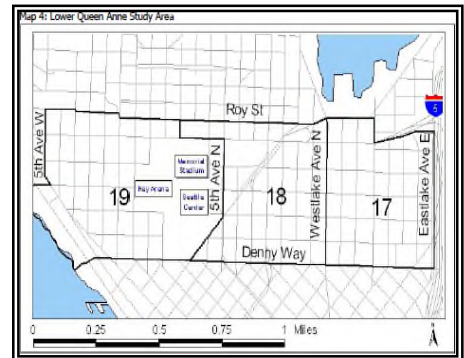 Map 4: Lower Queen Anne Study Area
Roy St
5
5th Ave W
Memorial
Stadium
Key Arena
Seattle
Center
5th Ave N
19
18
17
Westlake Ave N
Eastlake Ave E
Denny Way
0 0.25 0.5 0.75 1 Miles